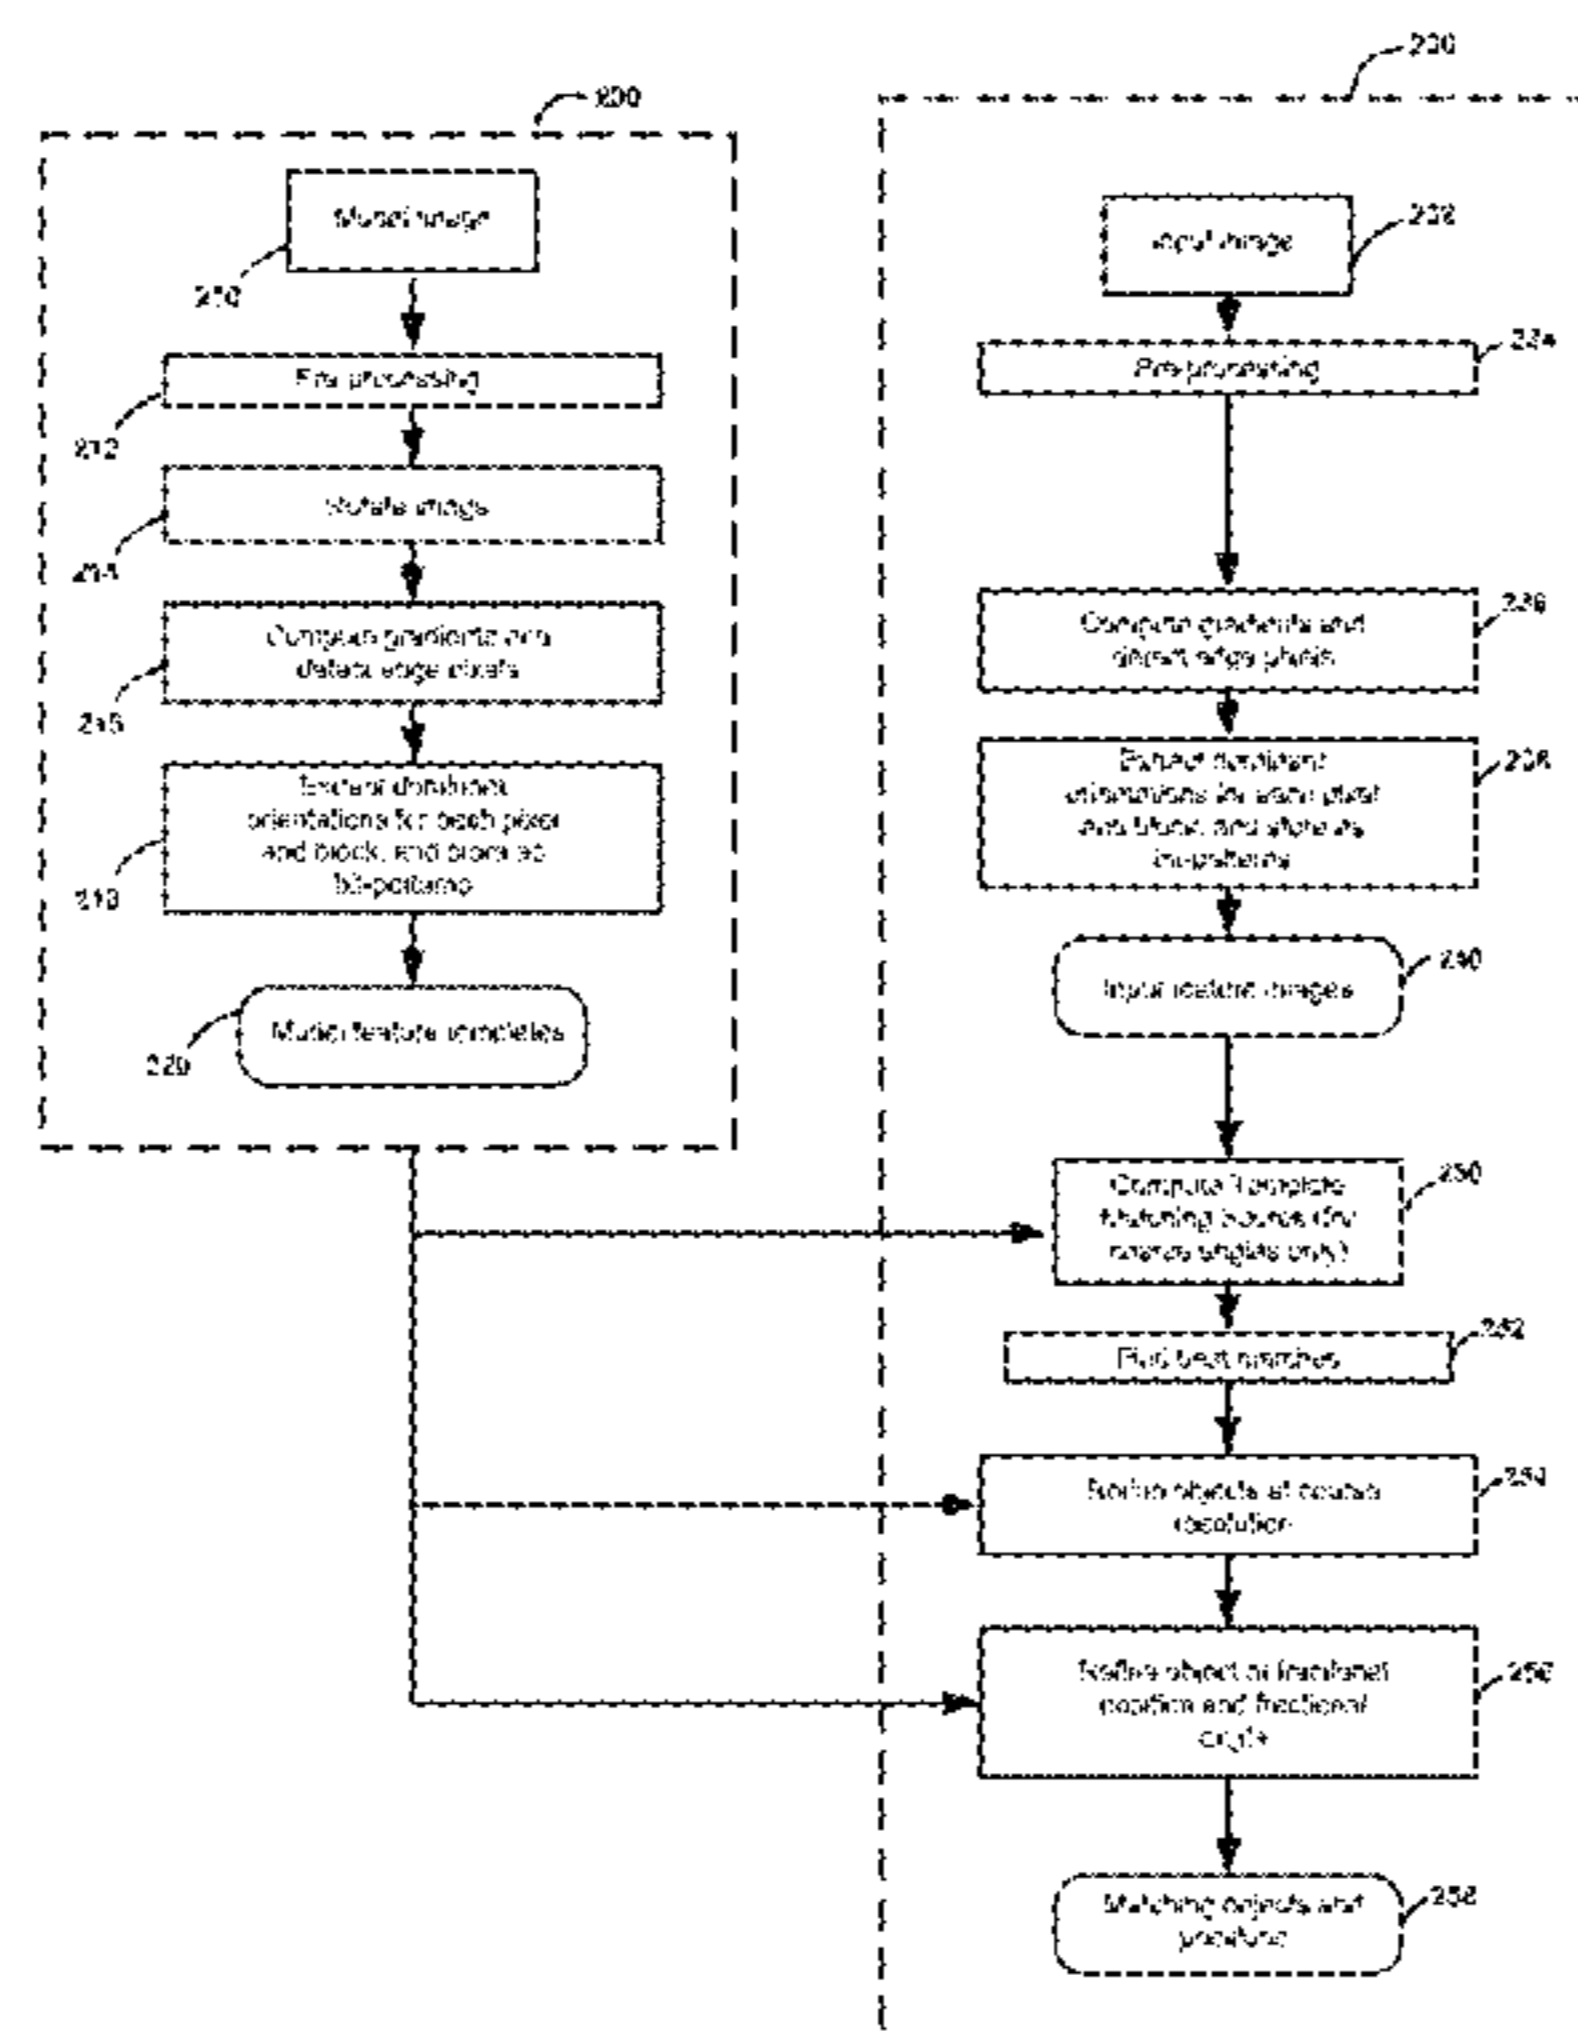 200
Model image
210
Pre-processing
212
Rotate image
214
Compute gradients and
detect edge pixels
216
Extract dominant
orientations for each pixel
and block, and store as
bit-patterns
218
Model feature templates
220
230
Input image
232
Pre-processing
234
Compute gradients and
detect edge pixels
236
Extract dominant
orientations for each pixel
and block, and store as
bit-patterns
238
Input feature images
240
Compute Template
Matching Scores (for
coarse angles only)
250
Find best matches
252
Refine objects at course
resolution
254
Refine object at fractional
position and fractional
angle
256
Matching objects and
positions
258